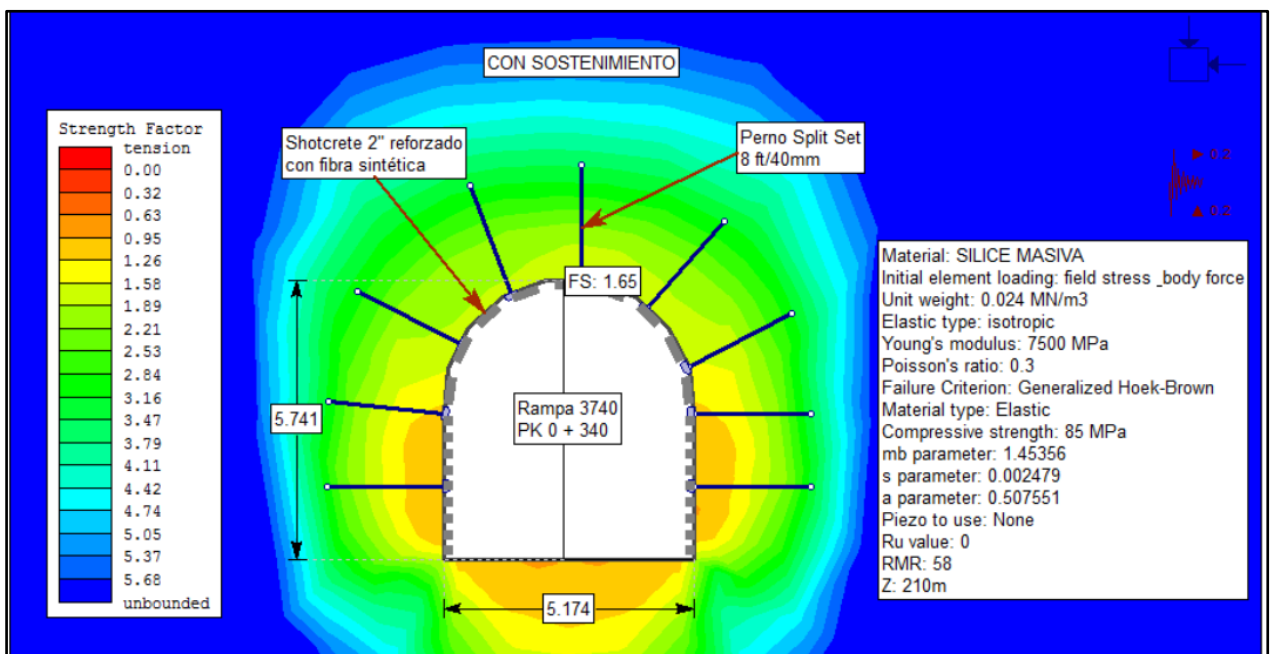 CON SOSTENIMIENTO
Strength Factor
tension
0.00
0.32
0.63
0.95
1.26
1.58
1.89
2.21
2.53
2.84
3.16
3.47
3.79
4.11
4.42
4.74
5.05
5.37
5.68
unbounded
Shotcrete 2" reforzado
con fibra sintética
Perno Split Set
8 ft/40mm
0.2
0.2
FS: 1.65
5.741
Rampa 3740
PK 0 + 340
5.174
Material: SILICE MASIVA
Initial element loading: field stress _body force
Unit weight: 0.024 MN/m3
Elastic type: isotropic
Young's modulus: 7500 MPa
Poisson's ratio: 0.3
Failure Criterion: Generalized Hoek-Brown
Material type: Elastic
Compressive strength: 85 MPa
mb parameter: 1.45356
s parameter: 0.002479
a parameter: 0.507551
Piezo to use: None
Ru value: 0
RMR: 58
Z: 210m